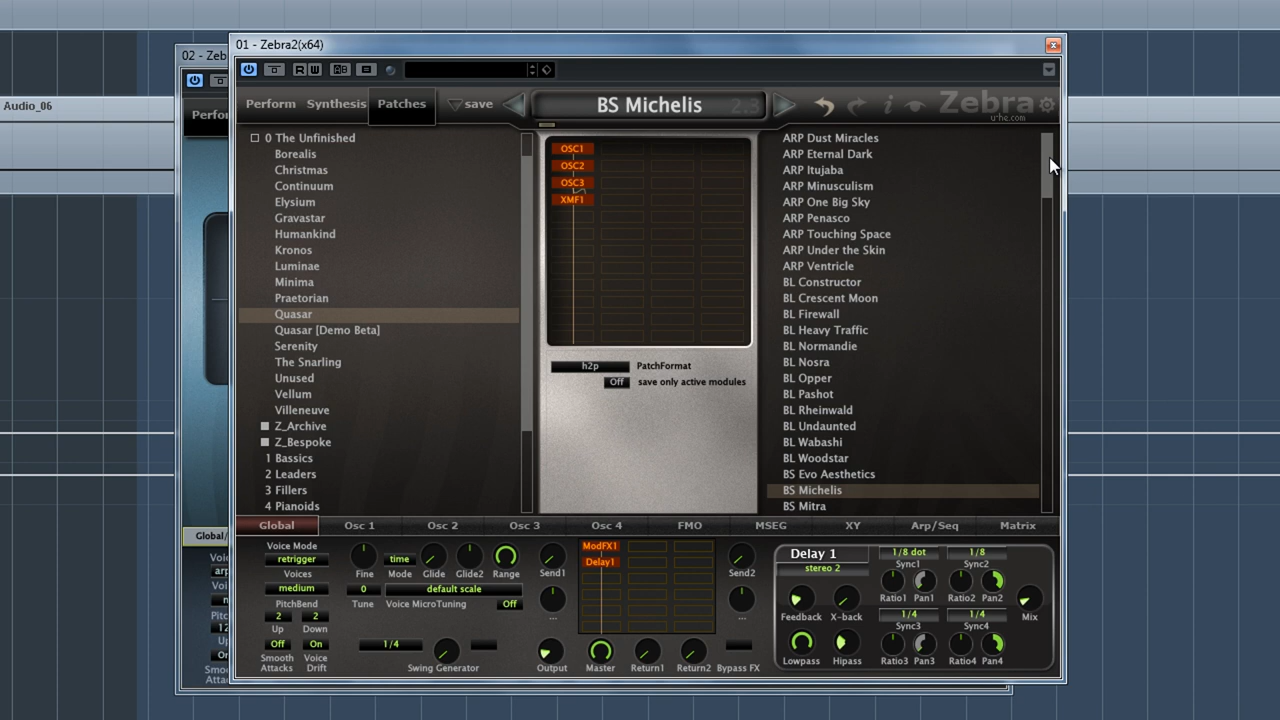 01 - Zebra2(x64)
02 - Zeb
R W
Audio_06
Perfor
Perform Synthesis Patches save BS Michelis 2.3 Zebra
u-he.com
0 The Unfinished
Borealis
Christmas
Continuum
Elysium
Gravastar
Humankind
Kronos
Luminae
Minima
Praetorian
Quasar
Quasar [Demo Beta]
Serenity
The Snarling
Unused
Vellum
Villeneuve
Z_Archive
Z_Bespoke
1 Bassics
2 Leaders
3 Fillers
4 Pianoids
OSC1
OSC2
OSC3
XMF1
h2p PatchFormat
Off save only active modules
ARP Dust Miracles
ARP Eternal Dark
ARP Itujaba
ARP Minusculism
ARP One Big Sky
ARP Penasco
ARP Touching Space
ARP Under the Skin
ARP Ventricle
BL Constructor
BL Crescent Moon
BL Firewall
BL Heavy Traffic
BL Normandie
BL Nosra
BL Opper
BL Pashot
BL Rheinwald
BL Undaunted
BL Wabashi
BL Woodstar
BS Evo Aesthetics
BS Michelis
BS Mitra
Global Osc 1 Osc 2 Osc 3 Osc 4 FMO MSEG XY Arp/Seq Matrix
Global/
Voice Mode
retrigger
Voices
medium
PitchBend
2 2
Up Down
Off On
Smooth Attacks
Voice Drift
time
Fine Mode Glide Glide2 Range
0 default scale
Tune Voice MicroTuning Off
1/4
Swing Generator
Send1
...
Output
ModFX1
Delay1
Master Return1 Return2 Bypass FX
Send2
...
Delay 1
stereo 2
Feedback X-back
Lowpass Hipass
1/8 dot 1/8
Sync1 Sync2
Ratio1 Pan1 Ratio2 Pan2 Mix
1/4 1/4
Sync3 Sync4
Ratio3 Pan3 Ratio4 Pan4